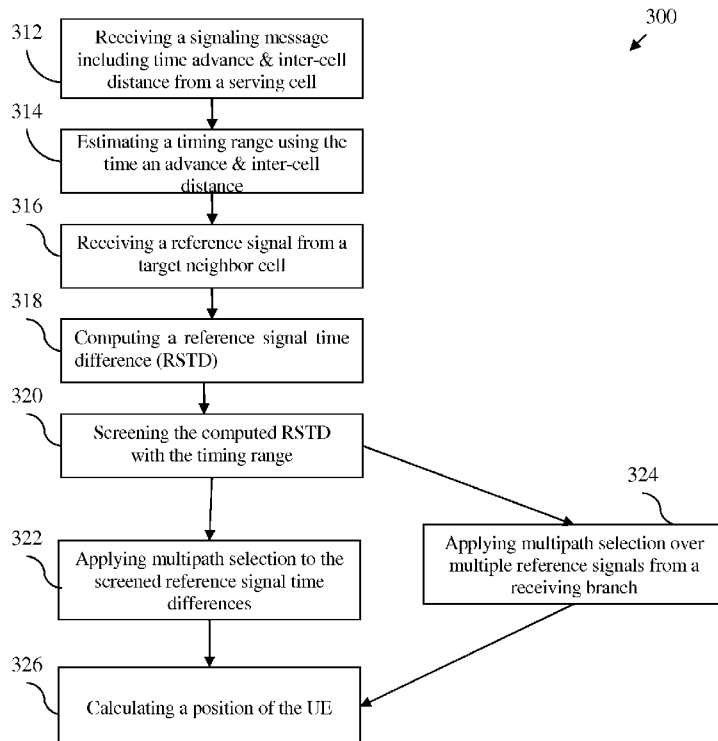 300
312
Receiving a signaling message
including time advance & inter-cell
distance from a serving cell
314
Estimating a timing range using the
time an advance & inter-cell
distance
316
Receiving a reference signal from a
target neighbor cell
318
Computing a reference signal time
difference (RSTD)
320
Screening the computed RSTD
with the timing range
324
Applying multipath selection over
multiple reference signals from a
receiving branch
322
Applying multipath selection to the
screened reference signal time
differences
326
Calculating a position of the UE